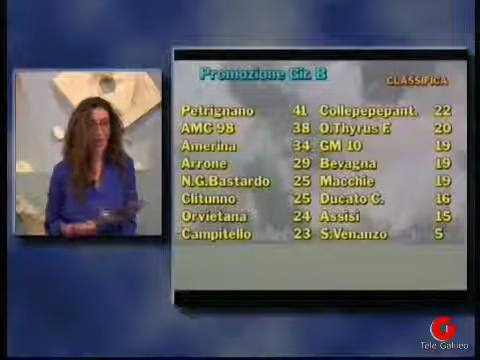 Promozione Gir. B
CLASSIFICA
Petrignano 41 Collepepepant. 22
AMC 98 38 O.Thyrus F. 20
Amerina 34 GM 10 19
Arrone 29 Bevagna 19
N.G.Bastardo 25 Macchie 19
Clitunno 25 Ducato C. 16
Orvietana 24 Assisi 15
Campitello 23 S.Venanzo 5
Tele Galileo